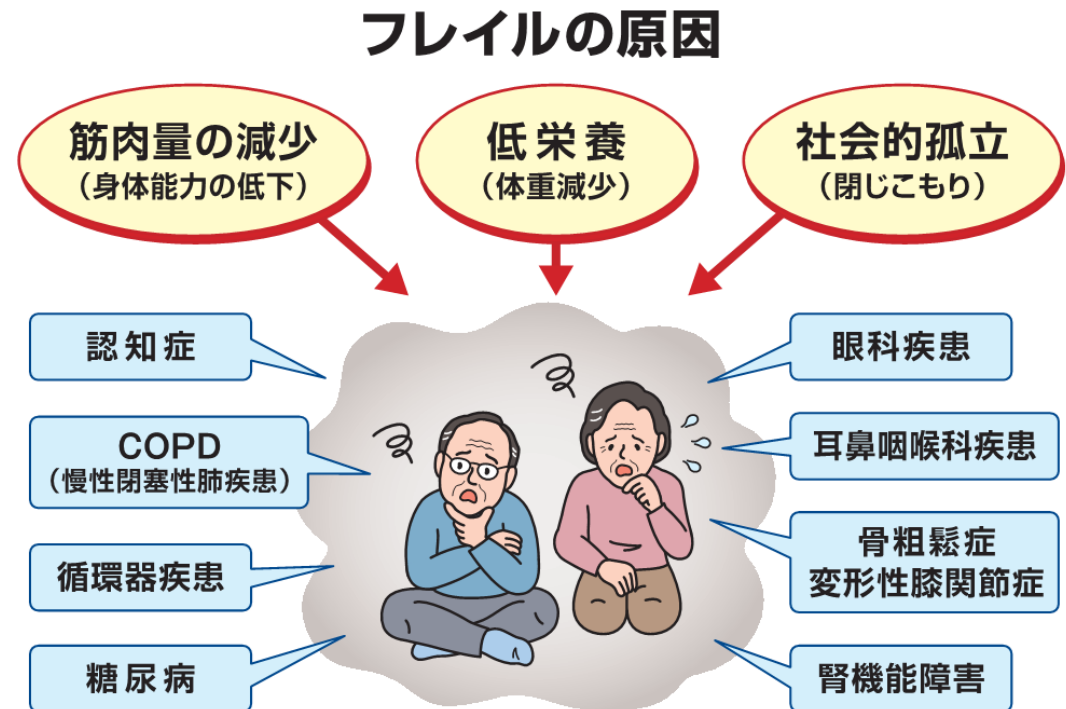 フレイルの原因
筋肉量の減少
（身体能力の低下）
低栄養
（体重減少）
社会的孤立
（閉じこもり）
認知症
COPD
（慢性閉塞性肺疾患）
循環器疾患
糖尿病
眼科疾患
耳鼻咽喉科疾患
骨粗鬆症
変形性膝関節症
腎機能障害